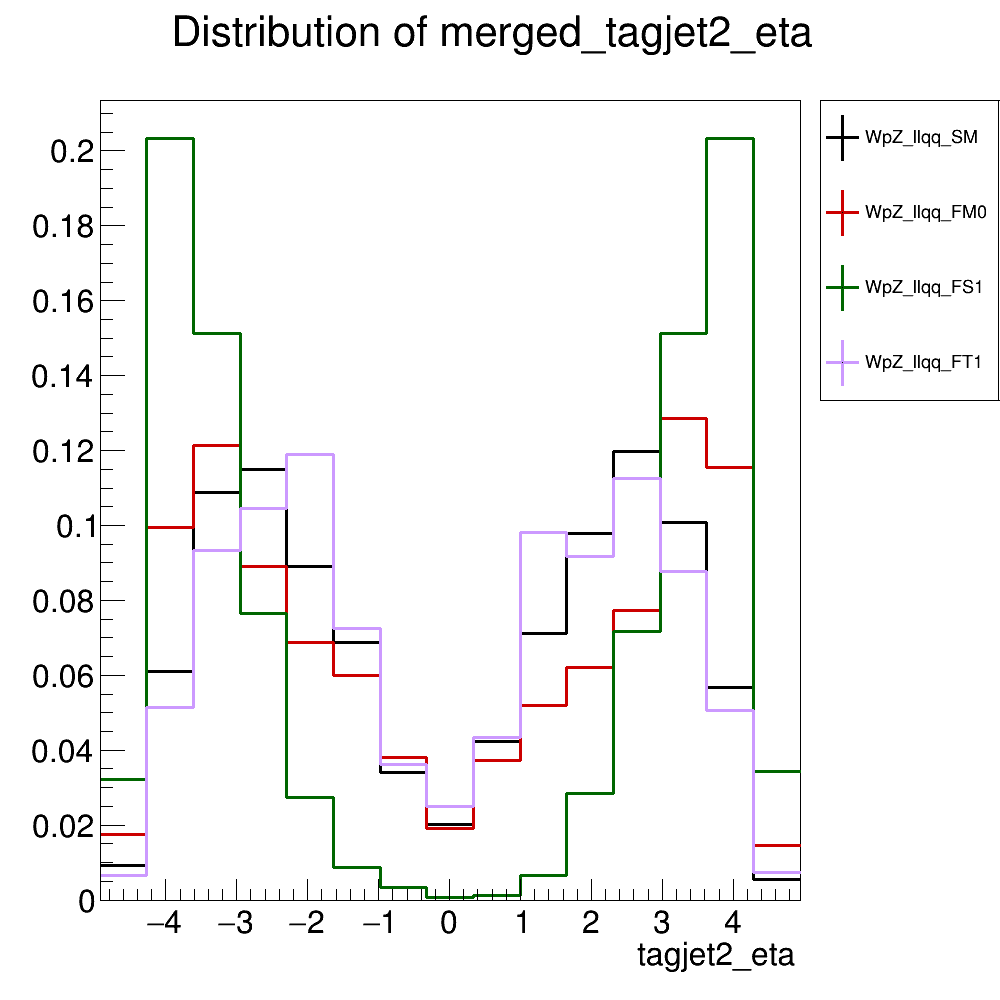 Distribution of merged_tagjet2_eta
WpZ_llqq_SM
WpZ_llqq_FM0
WpZ_llqq_FS1
WpZ_llqq_FT1
0.2
0.18
0.16
0.14
0.12
0.1
0.08
0.06
0.04
0.02
0
−4 −3 −2 −1 0 1 2 3 4
tagjet2_eta